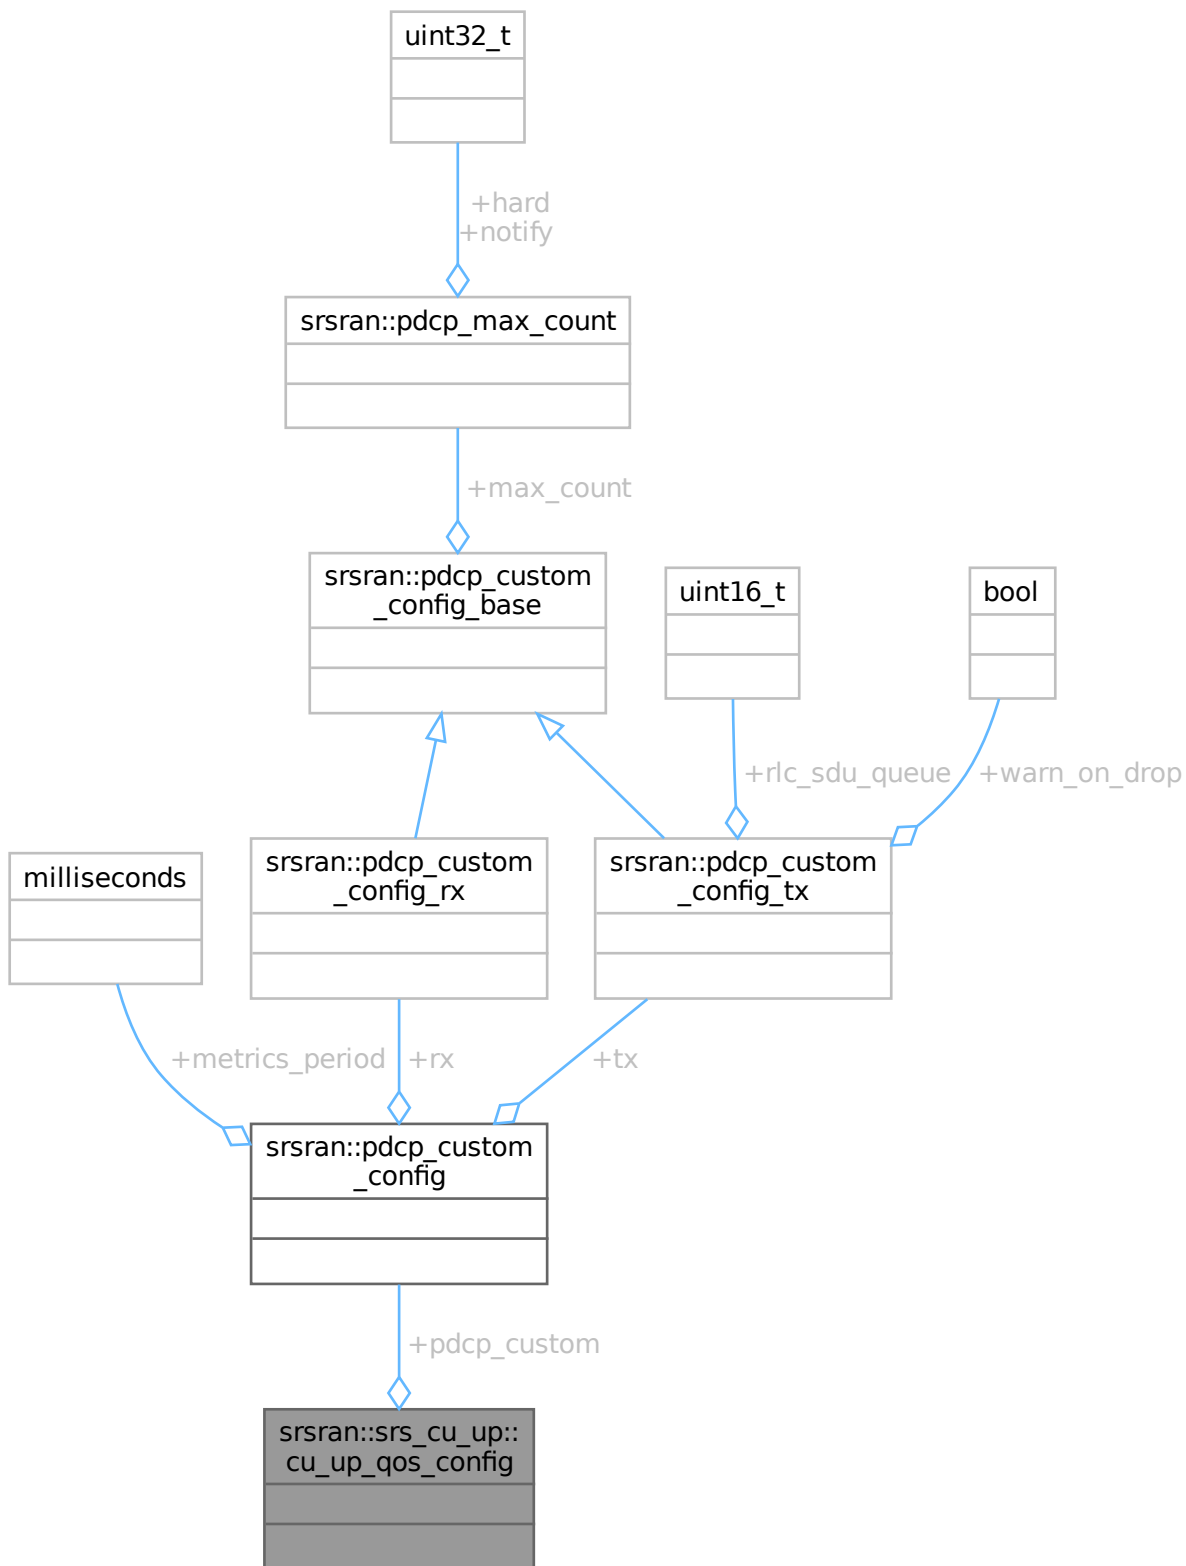 uint32_t
+hard
+notify
srsran::pdcp_max_count
+max_count
srsran::pdcp_custom
_config_base
uint16_t
bool
+rlc_sdu_queue
+warn_on_drop
milliseconds
srsran::pdcp_custom
_config_rx
srsran::pdcp_custom
_config_tx
+metrics_period
+rx
+tx
srsran::pdcp_custom
_config
+pdcp_custom
srsran::srs_cu_up::
cu_up_qos_config